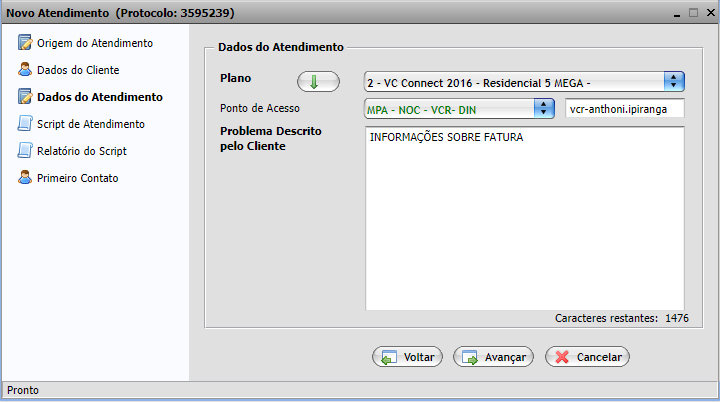 Novo Atendimento (Protocolo: 3595239)
Origem do Atendimento
Dados do Cliente
Dados do Atendimento
Script de Atendimento
Relatório do Script
Primeiro Contato
Dados do Atendimento
Plano
2 - VC Connect 2016 - Residencial 5 MEGA -
Ponto de Acesso
MPA - NOC - VCR- DIN
vcr-anthoni.ipiranga
Problema Descrito
pelo Cliente
INFORMAÇÕES SOBRE FATURA
Caracteres restantes: 1476
Voltar
Avançar
Cancelar
Pronto